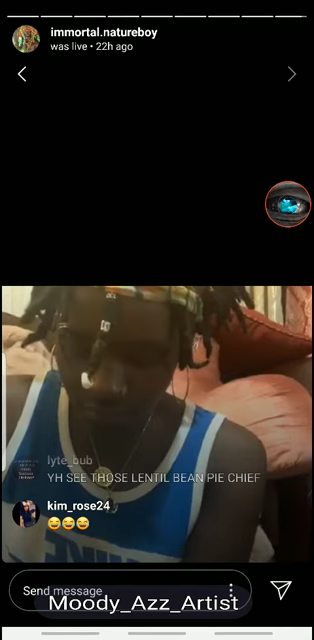 immortal.natureboy
was live • 22h ago
lyte_bub
YH SEE THOSE LENTIL BEAN PIE CHIEF
kim_rose24
😂😂😂
Send message
Moody_Azz_Artist